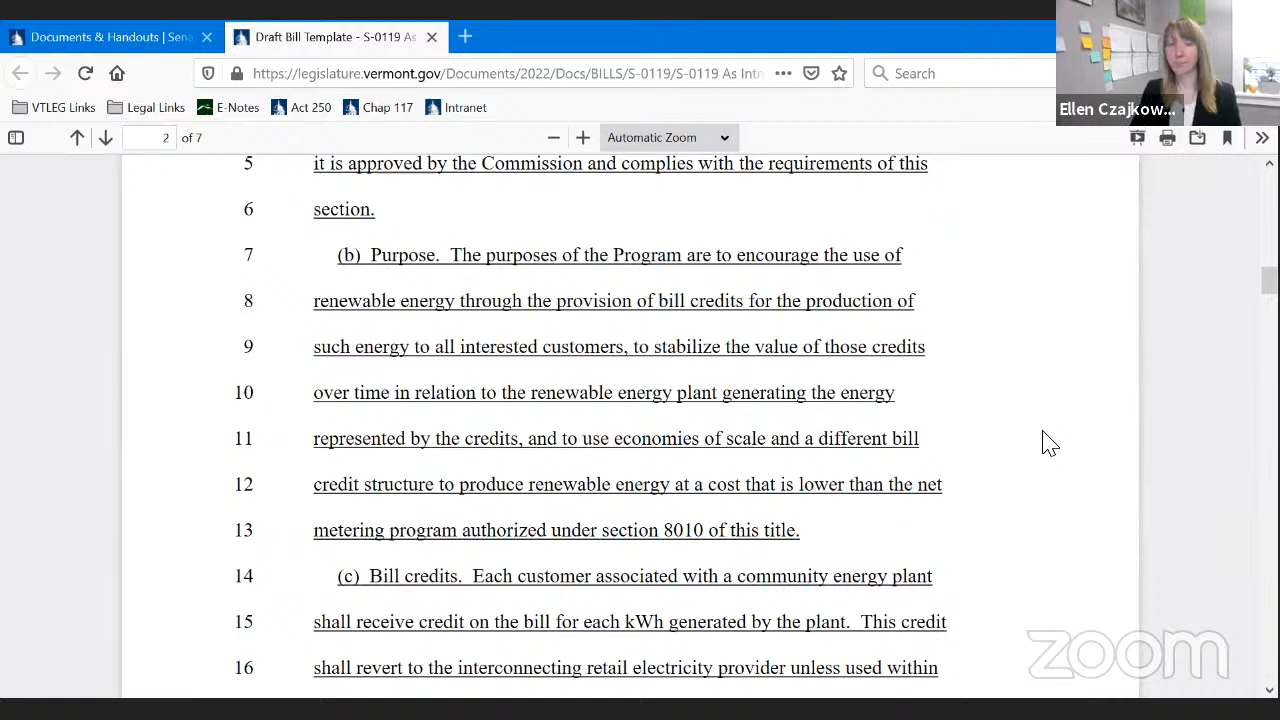 Documents & Handouts | Sena
Draft Bill Template - S-0119 As
https://legislature.vermont.gov/Documents/2022/Docs/BILLS/S-0119/S-0119 As Intr
Search
VTLEG Links
Legal Links
E-Notes
Act 250
Chap 117
Intranet
Ellen Czajkow...
2 of 7
Automatic Zoom
5 it is approved by the Commission and complies with the requirements of this
6 section.
7 (b) Purpose. The purposes of the Program are to encourage the use of
8 renewable energy through the provision of bill credits for the production of
9 such energy to all interested customers, to stabilize the value of those credits
10 over time in relation to the renewable energy plant generating the energy
11 represented by the credits, and to use economies of scale and a different bill
12 credit structure to produce renewable energy at a cost that is lower than the net
13 metering program authorized under section 8010 of this title.
14 (c) Bill credits. Each customer associated with a community energy plant
15 shall receive credit on the bill for each kWh generated by the plant. This credit
16 shall revert to the interconnecting retail electricity provider unless used within
zoom